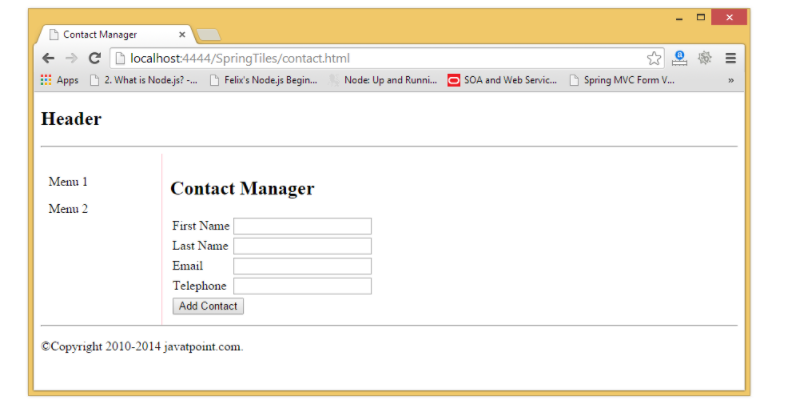 Contact Manager
localhost:4444/SpringTiles/contact.html
Apps 2. What is Node.js? -... Felix's Node.js Begin... Node: Up and Runni... SOA and Web Servic... Spring MVC Form V... »
Header
Menu 1
Menu 2
Contact Manager
First Name
Last Name
Email
Telephone
Add Contact
©Copyright 2010-2014 javatpoint.com.